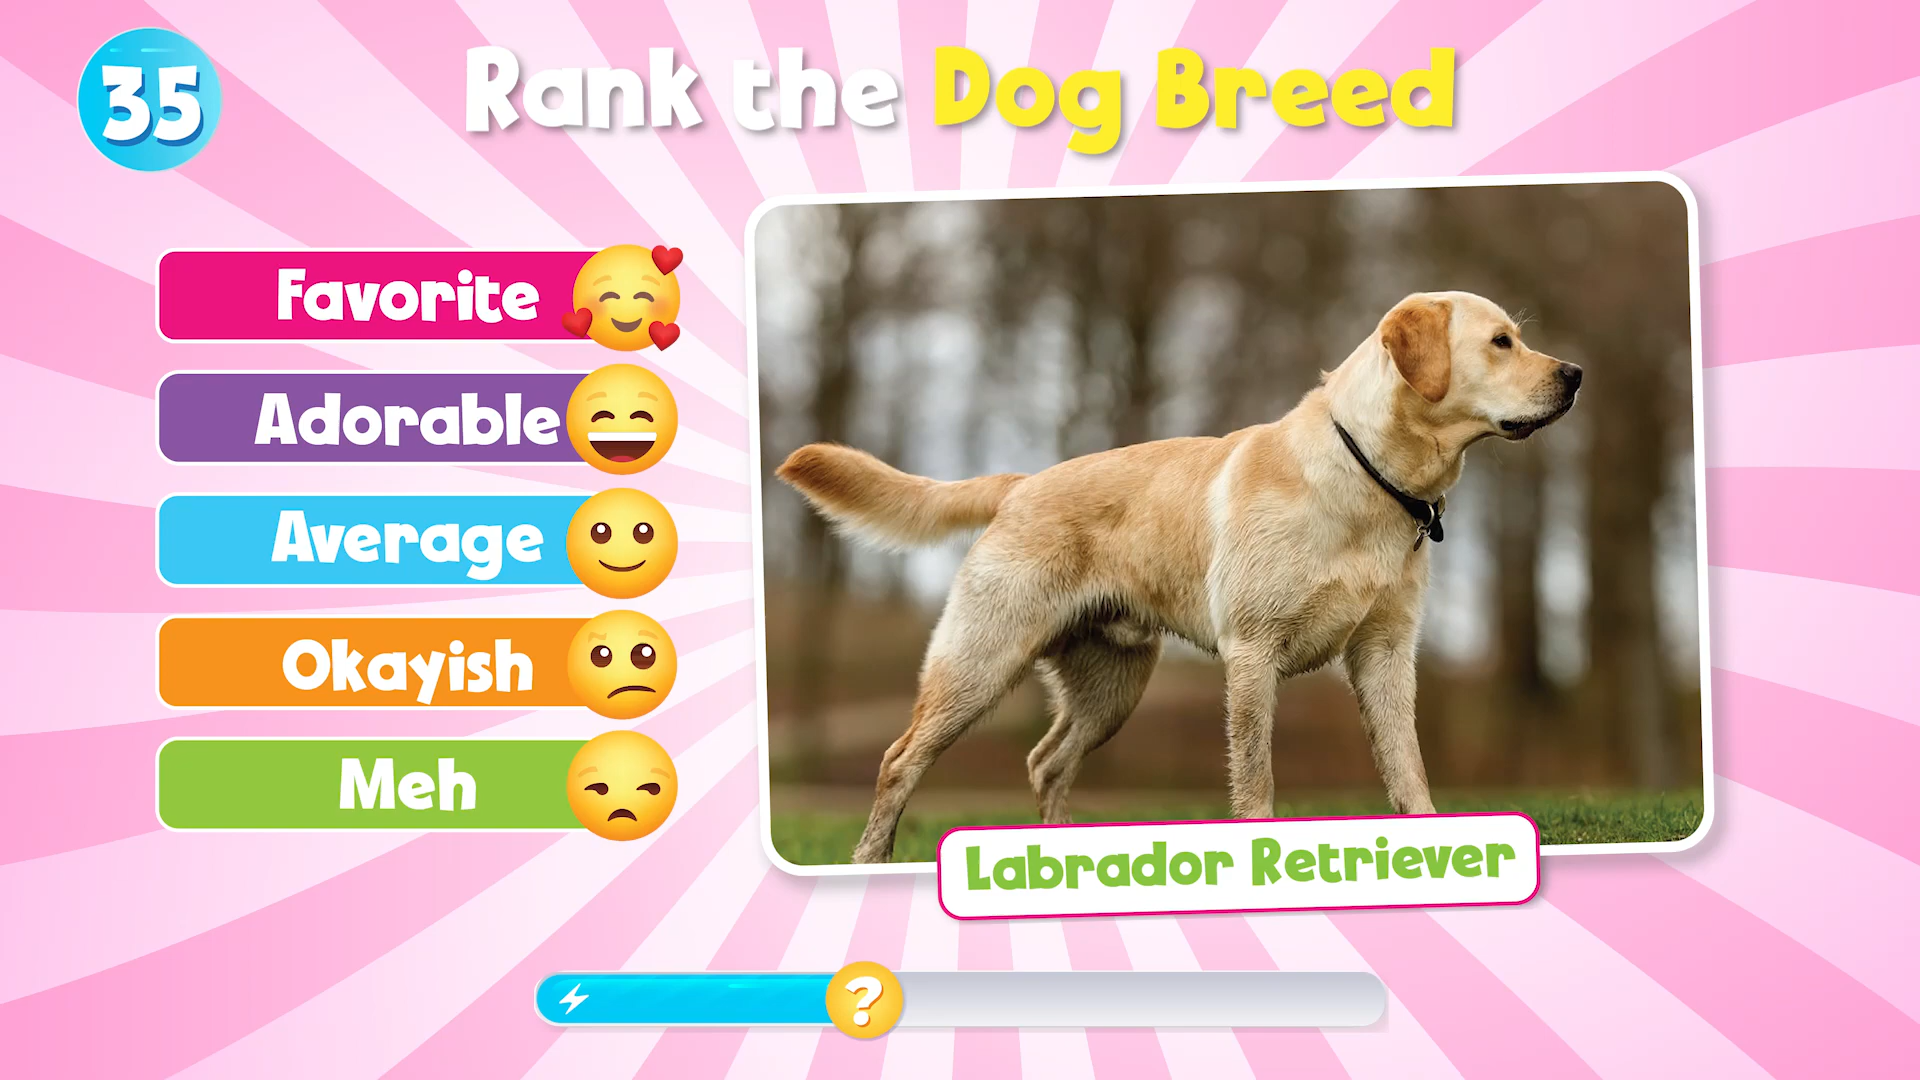 35
Rank the Dog Breed
Favorite
Adorable
Average
Okayish
Meh
Labrador Retriever
?